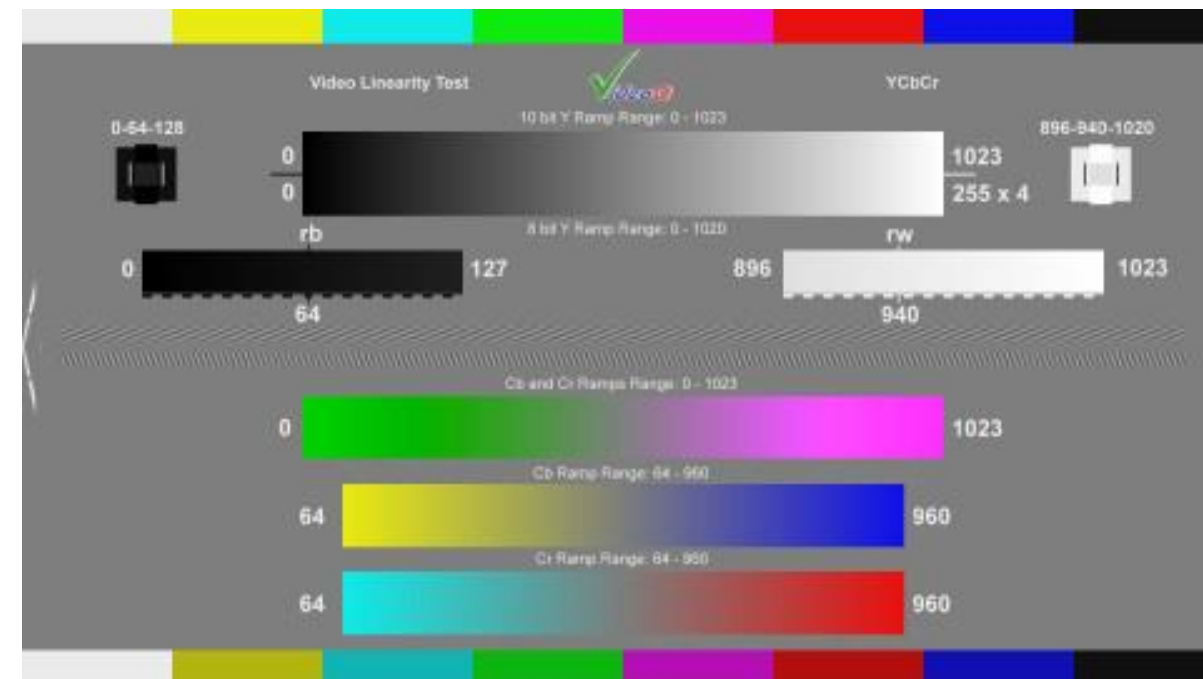 Video Linearity Test
YCbCr
10 bit Y Ramp Range: 0 - 1023
0-64-128
896-940-1020
0
1023
0
255 x 4
8 bit Y Ramp Range: 0 - 1020
rb
rw
0
127
896
1023
64
940
Cb and Cr Ramps Range: 0 - 1023
0
1023
Cb Ramp Range: 64 - 960
64
960
Cr Ramp Range: 64 - 960
64
960